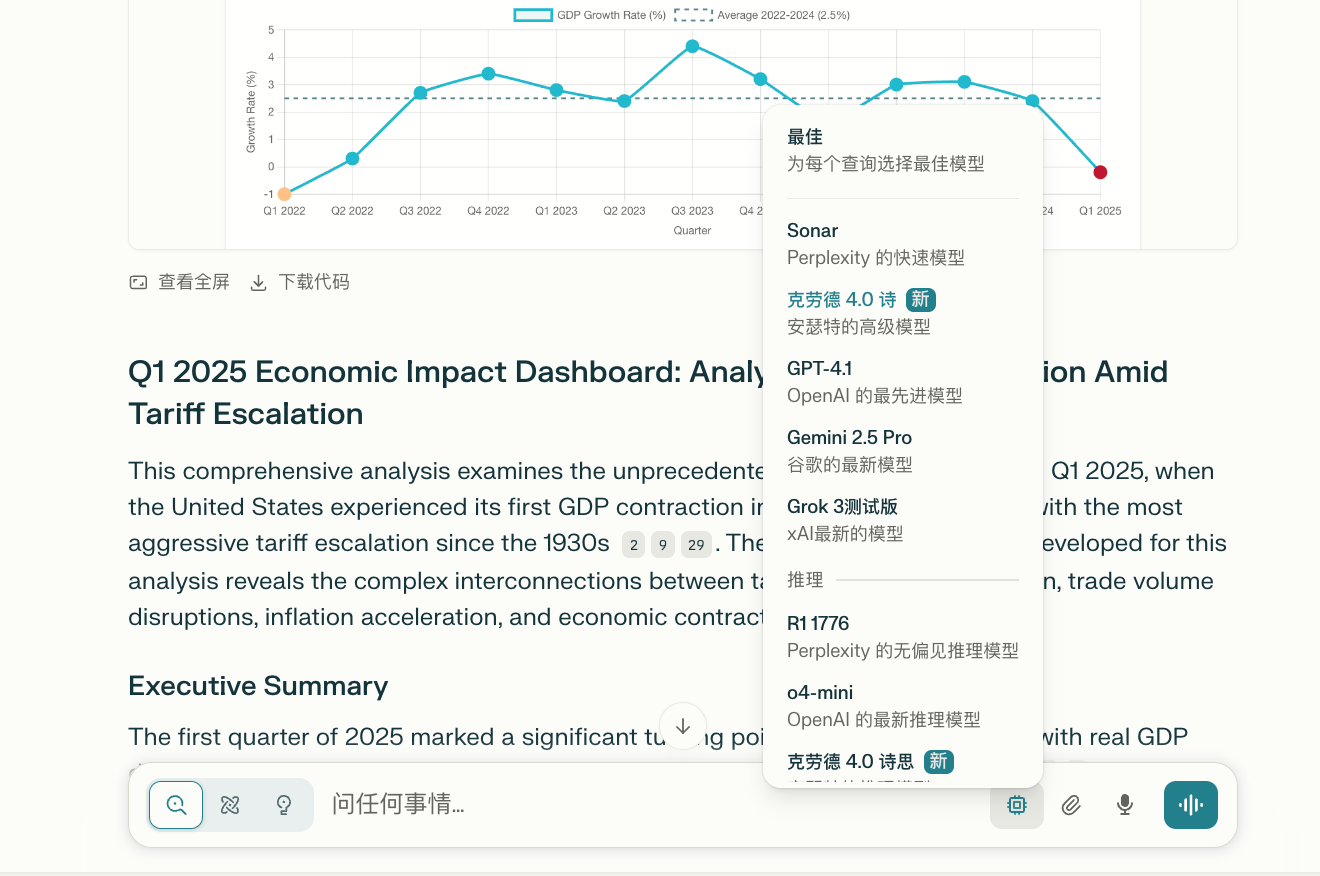 GDP Growth Rate (%) Average 2022-2024 (2.5%)
5
4
3
2
1
0
-1
Growth Rate (%)
Q1 2022 Q2 2022 Q3 2022 Q4 2022 Q1 2023 Q2 2023 Q3 2023 Q4 2 24 Q1 2025
Quarter
查看全屏 下载代码
Q1 2025 Economic Impact Dashboard: Analy ion Amid
Tariff Escalation
This comprehensive analysis examines the unprecedente Q1 2025, when
the United States experienced its first GDP contraction in with the most
aggressive tariff escalation since the 1930s 2 9 29 . The eveloped for this
analysis reveals the complex interconnections between ta n, trade volume
disruptions, inflation acceleration, and economic contract
Executive Summary
The first quarter of 2025 marked a significant tu ng poi with real GDP
最佳
为每个查询选择最佳模型
Sonar
Perplexity 的快速模型
克劳德 4.0 诗 新
安瑟特的高级模型
GPT-4.1
OpenAI 的最先进模型
Gemini 2.5 Pro
谷歌的最新模型
Grok 3测试版
xAI最新的模型
推理
R1 1776
Perplexity 的无偏见推理模型
o4-mini
OpenAI 的最新推理模型
克劳德 4.0 诗思 新
问任何事情...